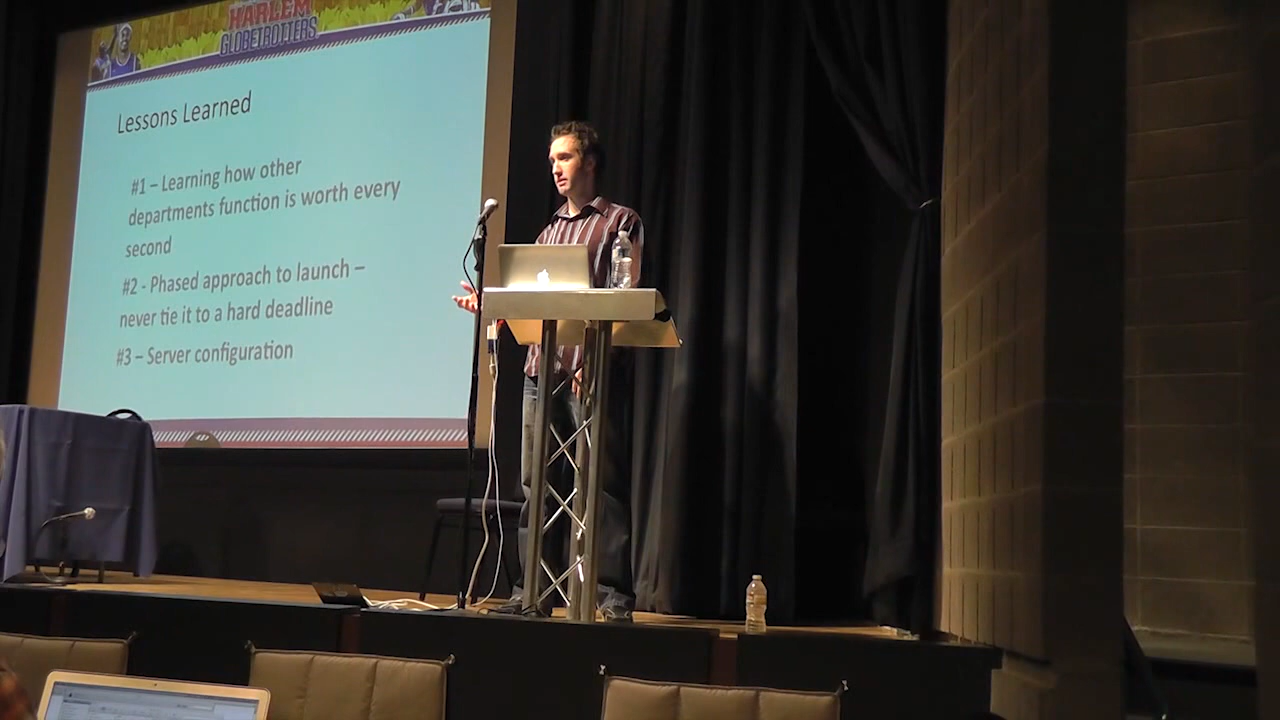 HARLEM
GLOBETROTTERS
Lessons Learned
#1 – Learning how other
departments function is worth every
second
#2 - Phased approach to launch –
never tie it to a hard deadline
#3 – Server configuration